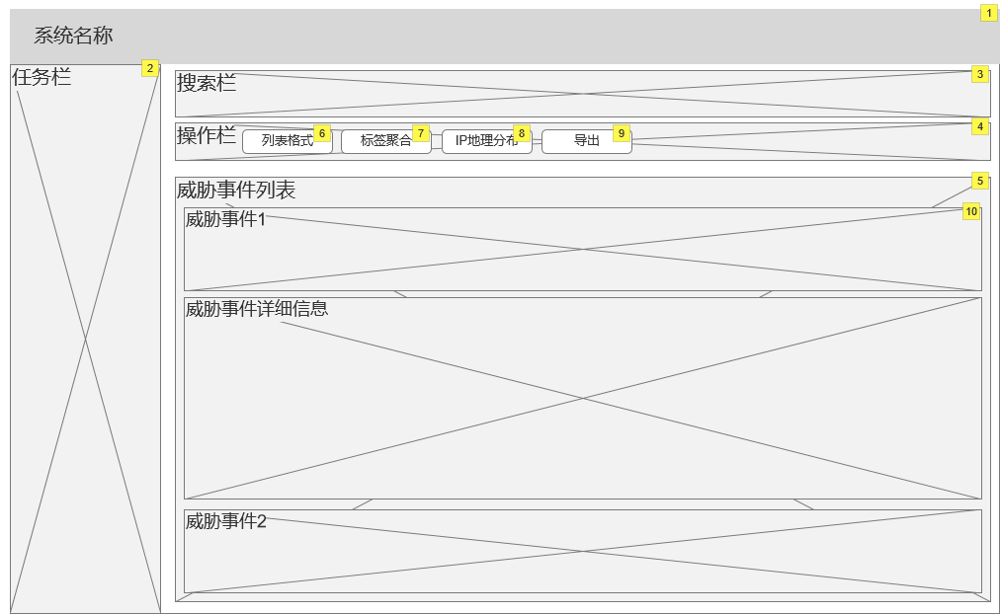 1
系统名称
任务栏
2
搜索栏
3
操作栏
列表格式
6
标签聚合
7
IP地理分布
8
导出
9
4
威胁事件列表
5
威胁事件1
10
威胁事件详细信息
威胁事件2